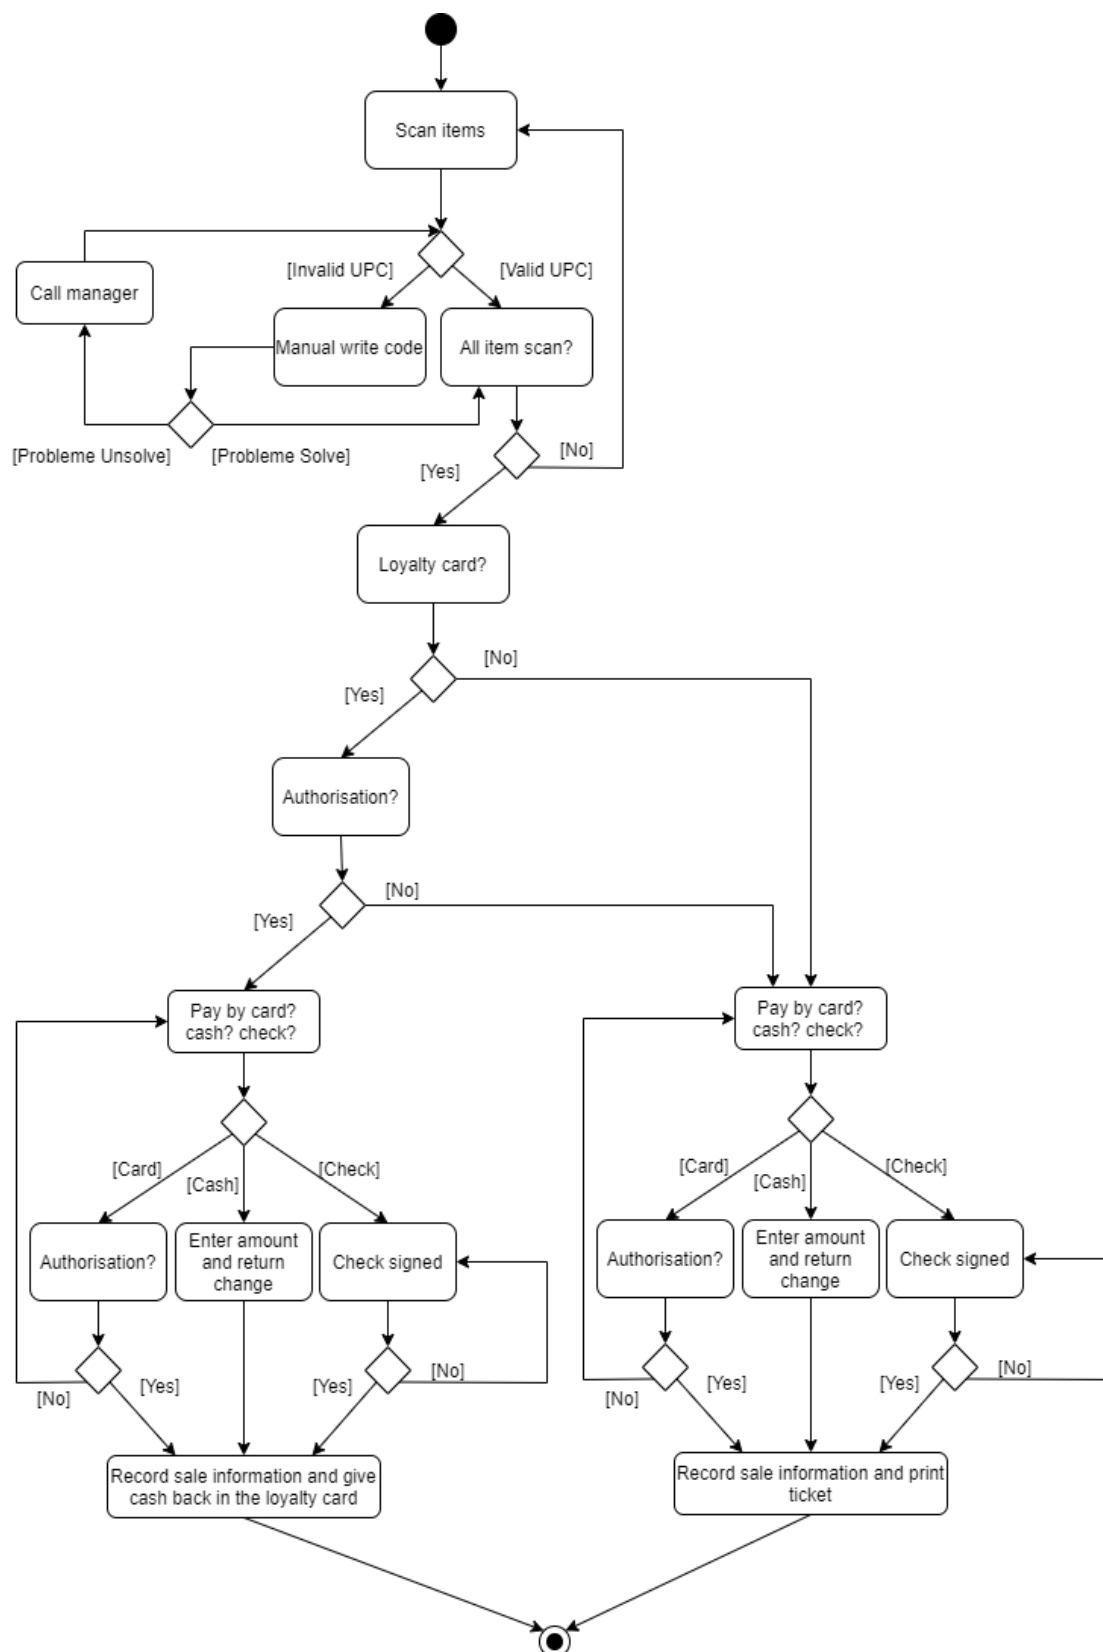 Scan items
[Invalid UPC]
[Valid UPC]
Call manager
Manual write code
All item scan?
[Probleme Unsolve]
[Probleme Solve]
[No]
[Yes]
Loyalty card?
[No]
[Yes]
Authorisation?
[No]
[Yes]
Pay by card?
cash? check?
Pay by card?
cash? check?
[Card]
[Cash]
[Check]
[Card]
[Cash]
[Check]
Authorisation?
Enter amount
and return
change
Check signed
Authorisation?
Enter amount
and return
change
Check signed
[No]
[Yes]
[Yes]
[No]
[No]
[Yes]
[Yes]
[No]
Record sale information and give
cash back in the loyalty card
Record sale information and print
ticket